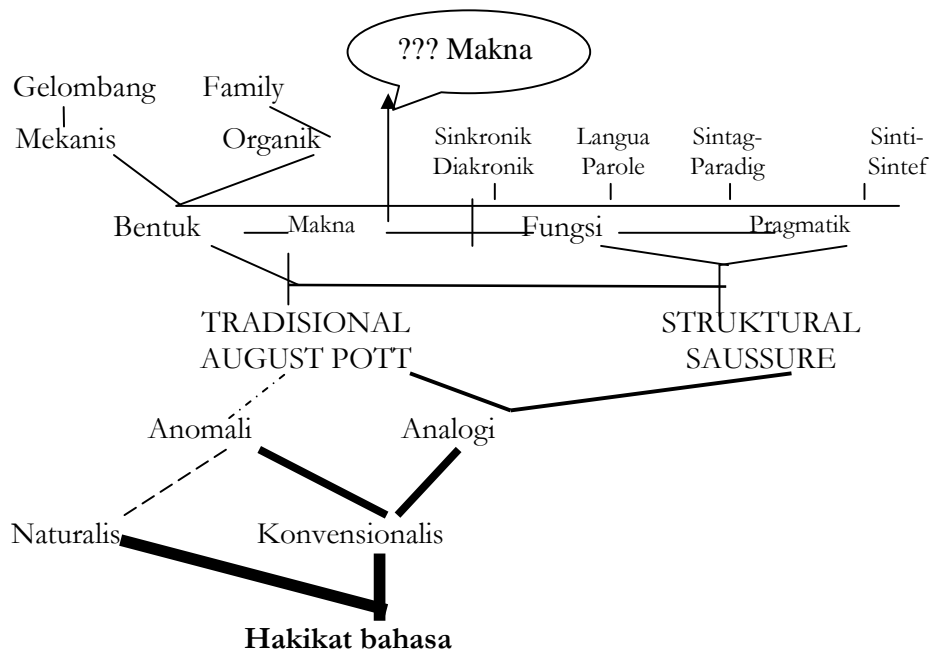 ??? Makna
Gelombang Family
Mekanis Organik
Sinkronik Langua Sintag- Sinti-
Diakronik Parole Paradig Sintef
Bentuk Makna Fungsi Pragmatik
TRADISIONAL STRUKTURAL
AUGUST POTT SAUSSURE
Anomali Analogi
Naturalis Konvensionalis
Hakikat bahasa